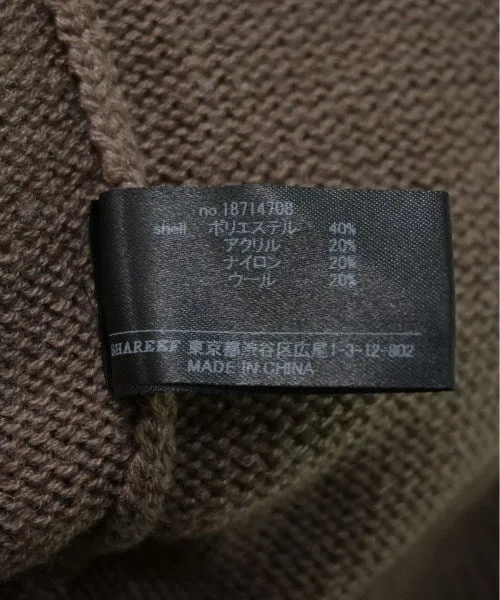 no.18714708
shell ポリエステル 40%
アクリル 20%
ナイロン 20%
ウール 20%
SHAREEF 東京都渋谷区広尾1-3-12-802
MADE IN CHINA